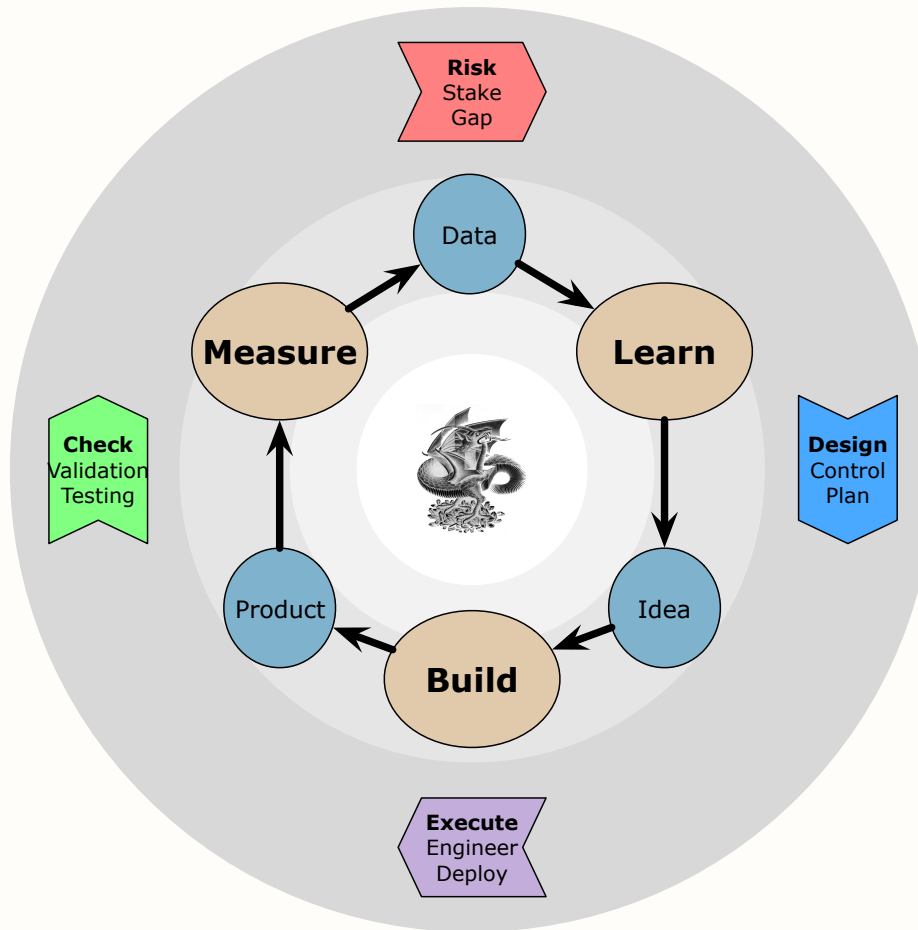 Risk
Stake
Gap
Data
Measure
Learn
Check
Validation
Testing
Design
Control
Plan
Product
Idea
Build
Execute
Engineer
Deploy